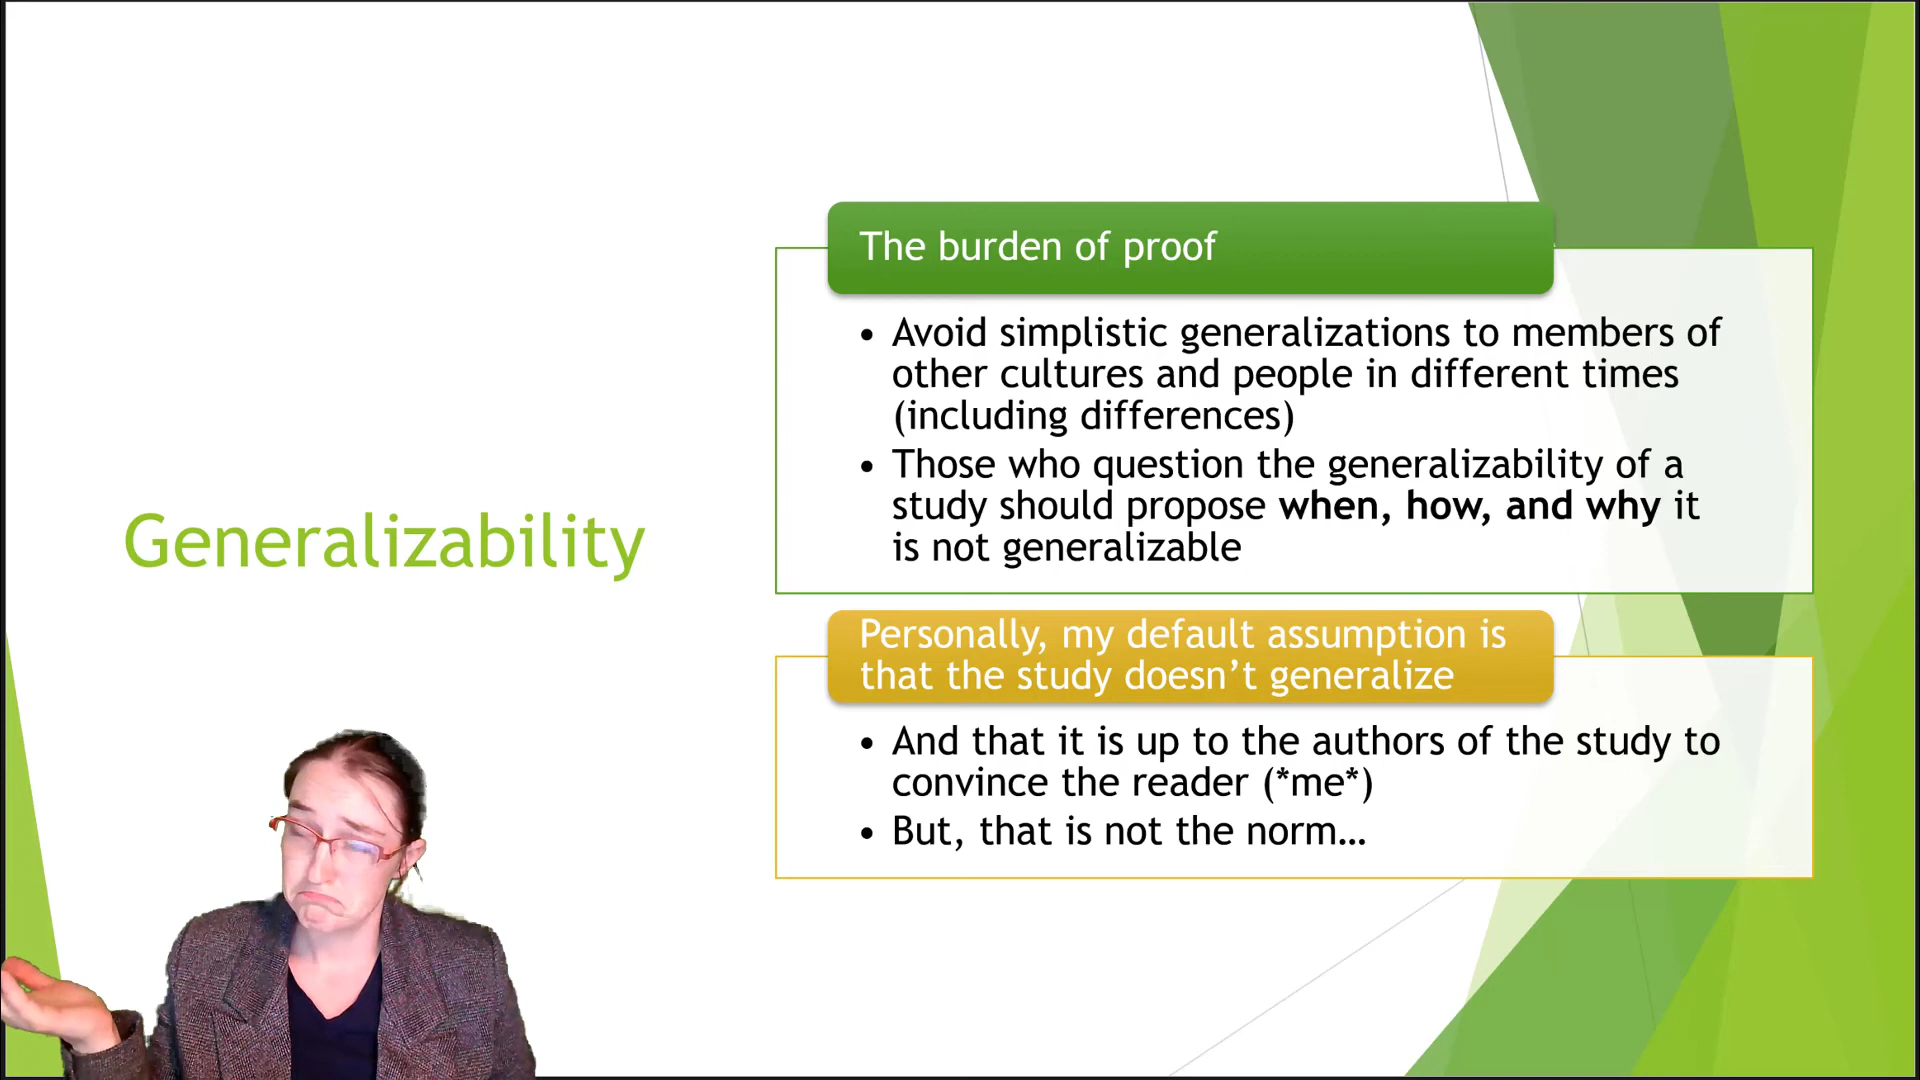 Generalizability
The burden of proof
• Avoid simplistic generalizations to members of
other cultures and people in different times
(including differences)
• Those who question the generalizability of a
study should propose when, how, and why it
is not generalizable
Personally, my default assumption is
that the study doesn’t generalize
• And that it is up to the authors of the study to
convince the reader (*me*)
• But, that is not the norm…